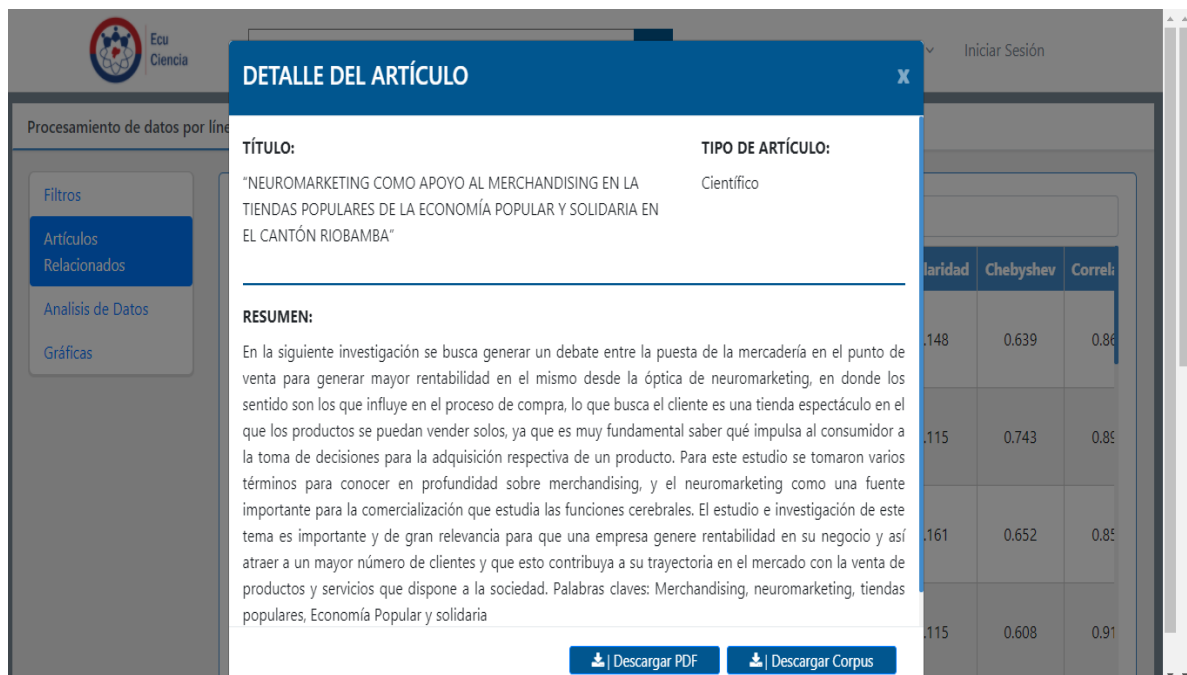 Ecu
Ciencia
Iniciar Sesión
DETALLE DEL ARTÍCULO
X
Procesamiento de datos por líne
TÍTULO:
TIPO DE ARTÍCULO:
"NEUROMARKETING COMO APOYO AL MERCHANDISING EN LA
Científico
TIENDAS POPULARES DE LA ECONOMÍA POPULAR Y SOLIDARIA EN
EL CANTÓN RIOBAMBA"
Filtros
Artículos
Relacionados
Analisis de Datos
Gráficas
laridad Chebyshev Correla
.148 0.639 0.86
.115 0.743 0.89
.161 0.652 0.85
.115 0.608 0.91
RESUMEN:
En la siguiente investigación se busca generar un debate entre la puesta de la mercadería en el punto de
venta para generar mayor rentabilidad en el mismo desde la óptica de neuromarketing, en donde los
sentido son los que influye en el proceso de compra, lo que busca el cliente es una tienda espectáculo en el
que los productos se puedan vender solos, ya que es muy fundamental saber qué impulsa al consumidor a
la toma de decisiones para la adquisición respectiva de un producto. Para este estudio se tomaron varios
términos para conocer en profundidad sobre merchandising, y el neuromarketing como una fuente
importante para la comercialización que estudia las funciones cerebrales. El estudio e investigación de este
tema es importante y de gran relevancia para que una empresa genere rentabilidad en su negocio y así
atraer a un mayor número de clientes y que esto contribuya a su trayectoria en el mercado con la venta de
productos y servicios que dispone a la sociedad. Palabras claves: Merchandising, neuromarketing, tiendas
populares, Economía Popular y solidaria
| Descargar PDF
| Descargar Corpus